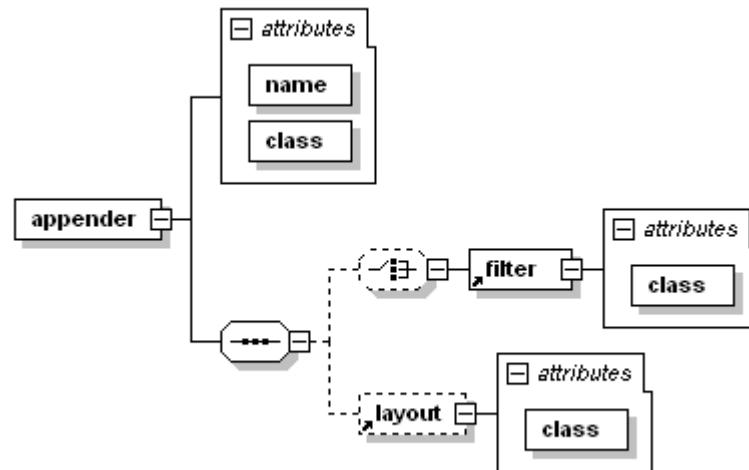 attributes
name
class
appender
attributes
filter
class
attributes
layout
class